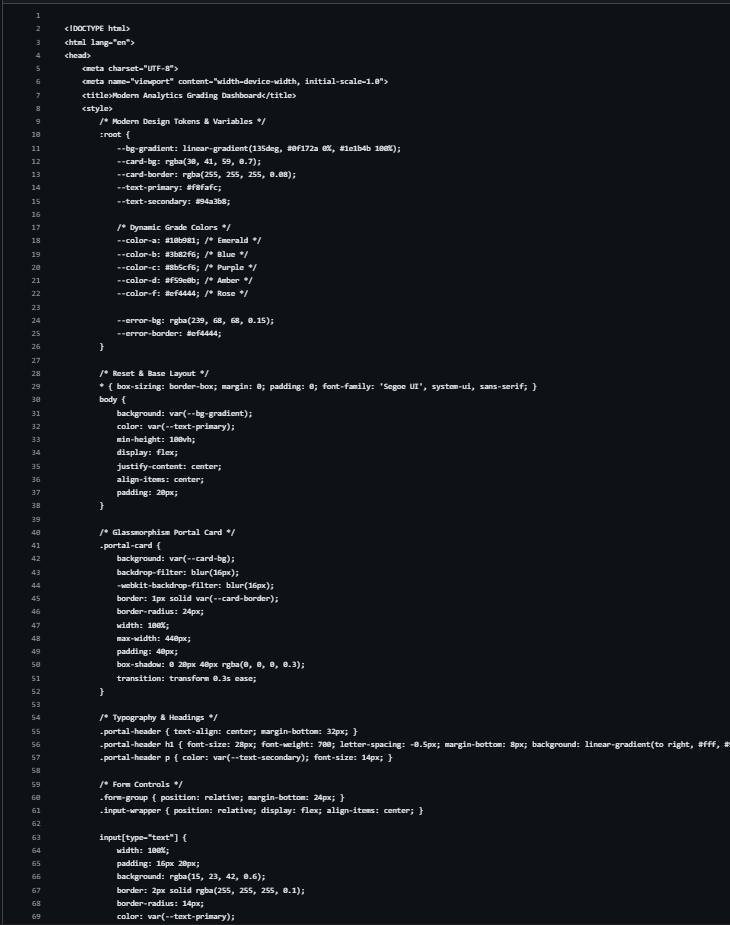 1
2 <!DOCTYPE html>
3 <html lang="en">
4 <head>
5 <meta charset="UTF-8">
6 <meta name="viewport" content="width=device-width, initial-scale=1.0">
7 <title>Modern Analytics Grading Dashboard</title>
8 <style>
9 /* Modern Design Tokens & Variables */
10 :root {
11 --bg-gradient: linear-gradient(135deg, #0f172a 0%, #1e1b4b 100%);
12 --card-bg: rgba(30, 41, 59, 0.7);
13 --card-border: rgba(255, 255, 255, 0.08);
14 --text-primary: #f8fafc;
15 --text-secondary: #94a3b8;
16
17 /* Dynamic Grade Colors */
18 --color-a: #10b981; /* Emerald */
19 --color-b: #3b82f6; /* Blue */
20 --color-c: #8b5cf6; /* Purple */
21 --color-d: #f59e0b; /* Amber */
22 --color-f: #ef4444; /* Rose */
23
24 --error-bg: rgba(239, 68, 68, 0.15);
25 --error-border: #ef4444;
26 }
27
28 /* Reset & Base Layout */
29 * { box-sizing: border-box; margin: 0; padding: 0; font-family: 'Segoe UI', system-ui, sans-serif; }
30 body {
31 background: var(--bg-gradient);
32 color: var(--text-primary);
33 min-height: 100vh;
34 display: flex;
35 justify-content: center;
36 align-items: center;
37 padding: 20px;
38 }
39
40 /* Glassmorphism Portal Card */
41 .portal-card {
42 background: var(--card-bg);
43 backdrop-filter: blur(16px);
44 -webkit-backdrop-filter: blur(16px);
45 border: 1px solid var(--card-border);
46 border-radius: 24px;
47 width: 100%;
48 max-width: 440px;
49 padding: 40px;
50 box-shadow: 0 20px 40px rgba(0, 0, 0, 0.3);
51 transition: transform 0.3s ease;
52 }
53
54 /* Typography & Headings */
55 .portal-header { text-align: center; margin-bottom: 32px; }
56 .portal-header h1 { font-size: 28px; font-weight: 700; letter-spacing: -0.5px; margin-bottom: 8px; background: linear-gradient(to right, #fff,
57 .portal-header p { color: var(--text-secondary); font-size: 14px; }
58
59 /* Form Controls */
60 .form-group { position: relative; margin-bottom: 24px; }
61 .input-wrapper { position: relative; display: flex; align-items: center; }
62
63 input[type="text"] {
64 width: 100%;
65 padding: 16px 20px;
66 background: rgba(15, 23, 42, 0.6);
67 border: 2px solid rgba(255, 255, 255, 0.1);
68 border-radius: 14px;
69 color: var(--text-primary);